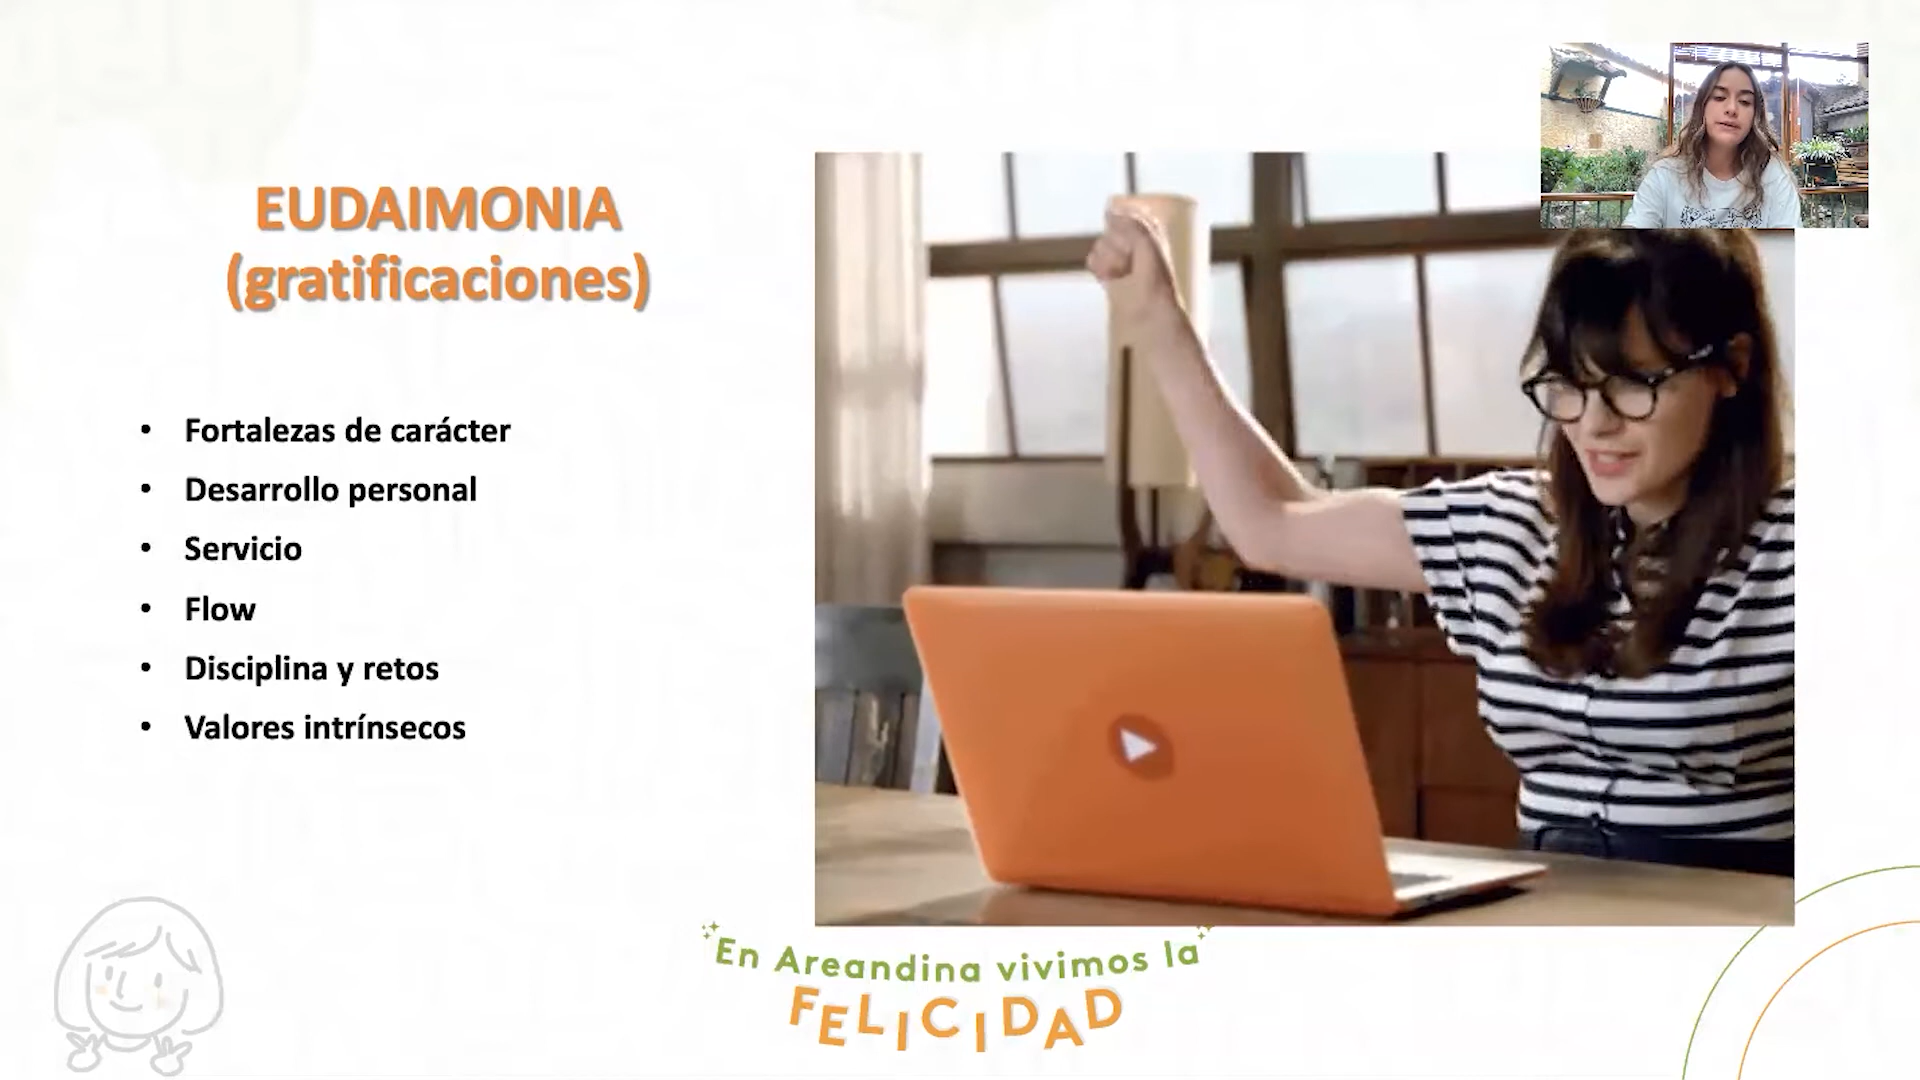 EUDAIMONIA
(gratificaciones)
• Fortalezas de carácter
• Desarrollo personal
• Servicio
• Flow
• Disciplina y retos
• Valores intrínsecos
En Areandina vivimos la
FELICIDAD